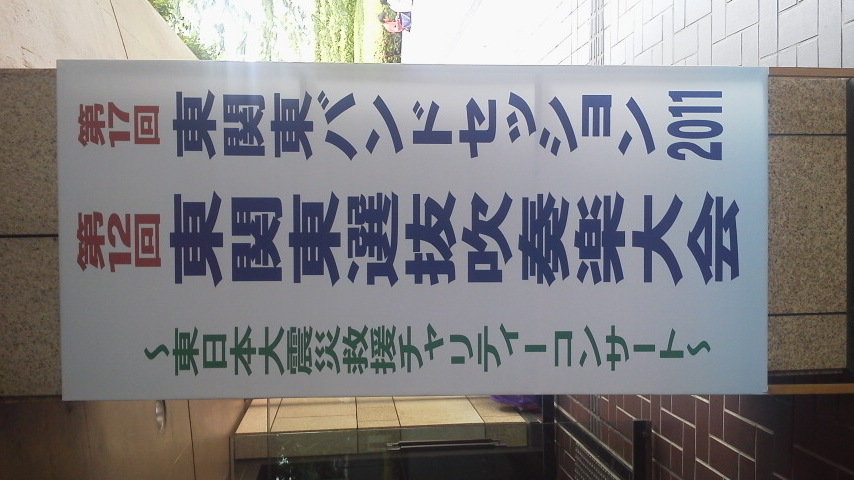 第17回 東関東バンドセッション2011
第12回 東関東選抜吹奏楽大会
～東日本大震災救援チャリティーコンサート～